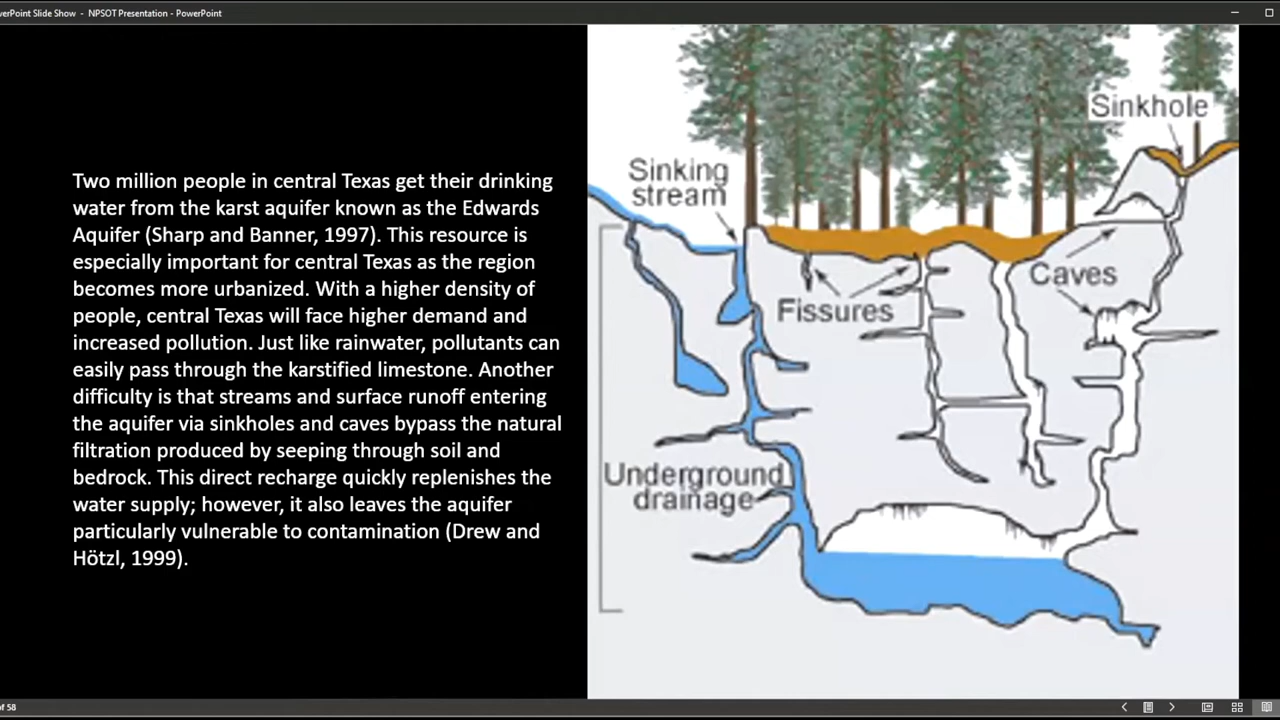 werPoint Slide Show - NPSOT Presentation - PowerPoint
Two million people in central Texas get their drinking
water from the karst aquifer known as the Edwards
Aquifer (Sharp and Banner, 1997). This resource is
especially important for central Texas as the region
becomes more urbanized. With a higher density of
people, central Texas will face higher demand and
increased pollution. Just like rainwater, pollutants can
easily pass through the karstified limestone. Another
difficulty is that streams and surface runoff entering
the aquifer via sinkholes and caves bypass the natural
filtration produced by seeping through soil and
bedrock. This direct recharge quickly replenishes the
water supply; however, it also leaves the aquifer
particularly vulnerable to contamination (Drew and
Hötzl, 1999).
Sinkhole
Sinking
stream
Caves
Fissures
Underground
drainage
of 58